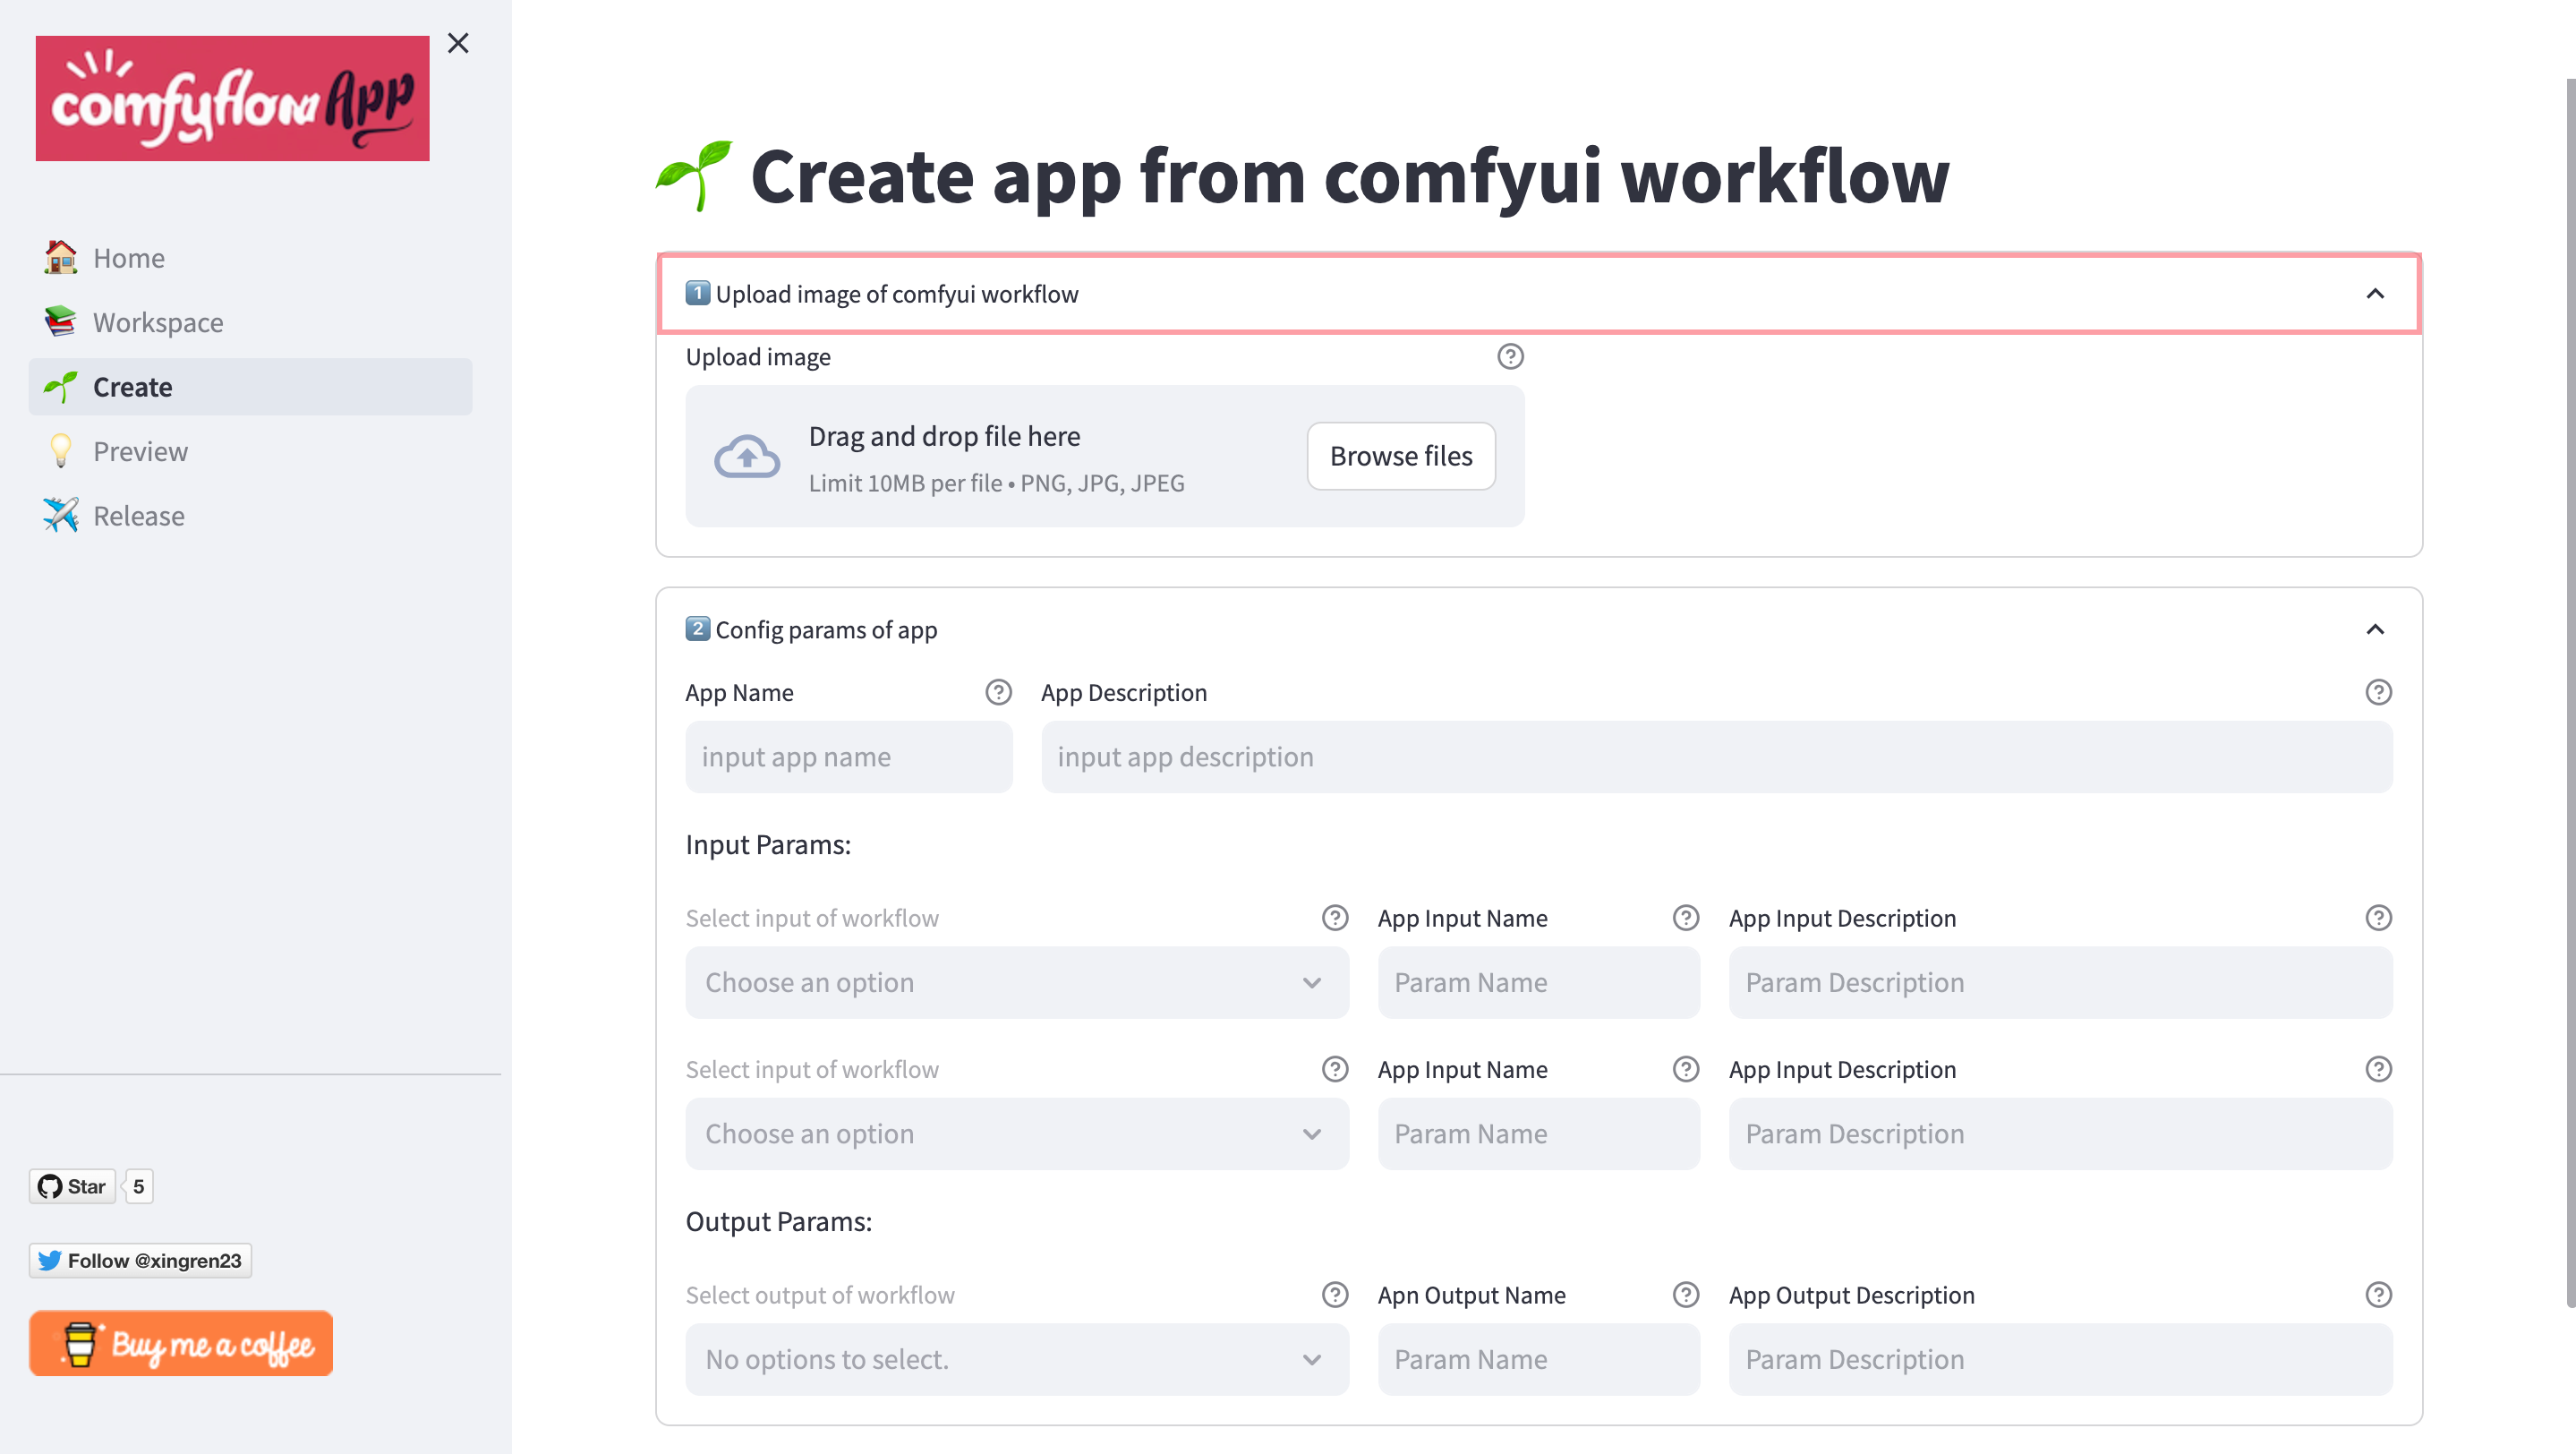 comfyflowApp
Home
Workspace
Create
Preview
Release
Star 5
Follow @xingren23
Buy me a coffee
Create app from comfyui workflow
1 Upload image of comfyui workflow
Upload image
Drag and drop file here
Limit 10MB per file • PNG, JPG, JPEG
Browse files
2 Config params of app
App Name App Description
input app name input app description
Input Params:
Select input of workflow App Input Name App Input Description
Choose an option Param Name Param Description
Select input of workflow App Input Name App Input Description
Choose an option Param Name Param Description
Output Params:
Select output of workflow Apn Output Name App Output Description
No options to select. Param Name Param Description